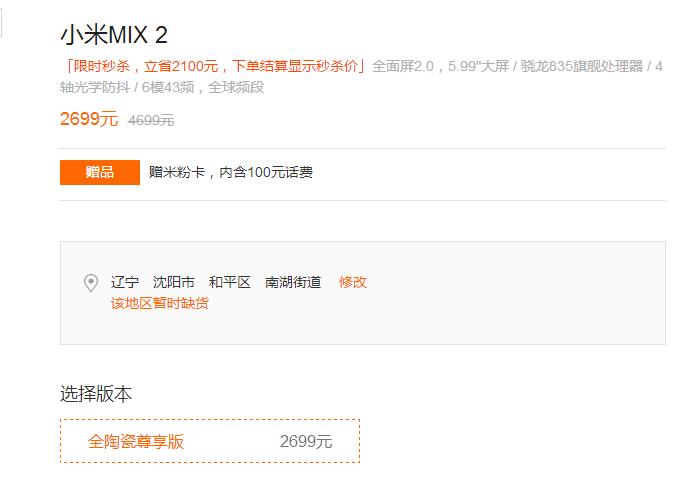 小米MIX 2
「限时秒杀，立省2100元，下单结算显示秒杀价」全面屏2.0，5.99"大屏 / 骁龙835旗舰处理器 / 4
轴光学防抖 / 6模43频，全球频段
2699元 4699元
赠品 赠米粉卡，内含100元话费
辽宁 沈阳市 和平区 南湖街道 修改
该地区暂时缺货
选择版本
全陶瓷尊享版 2699元